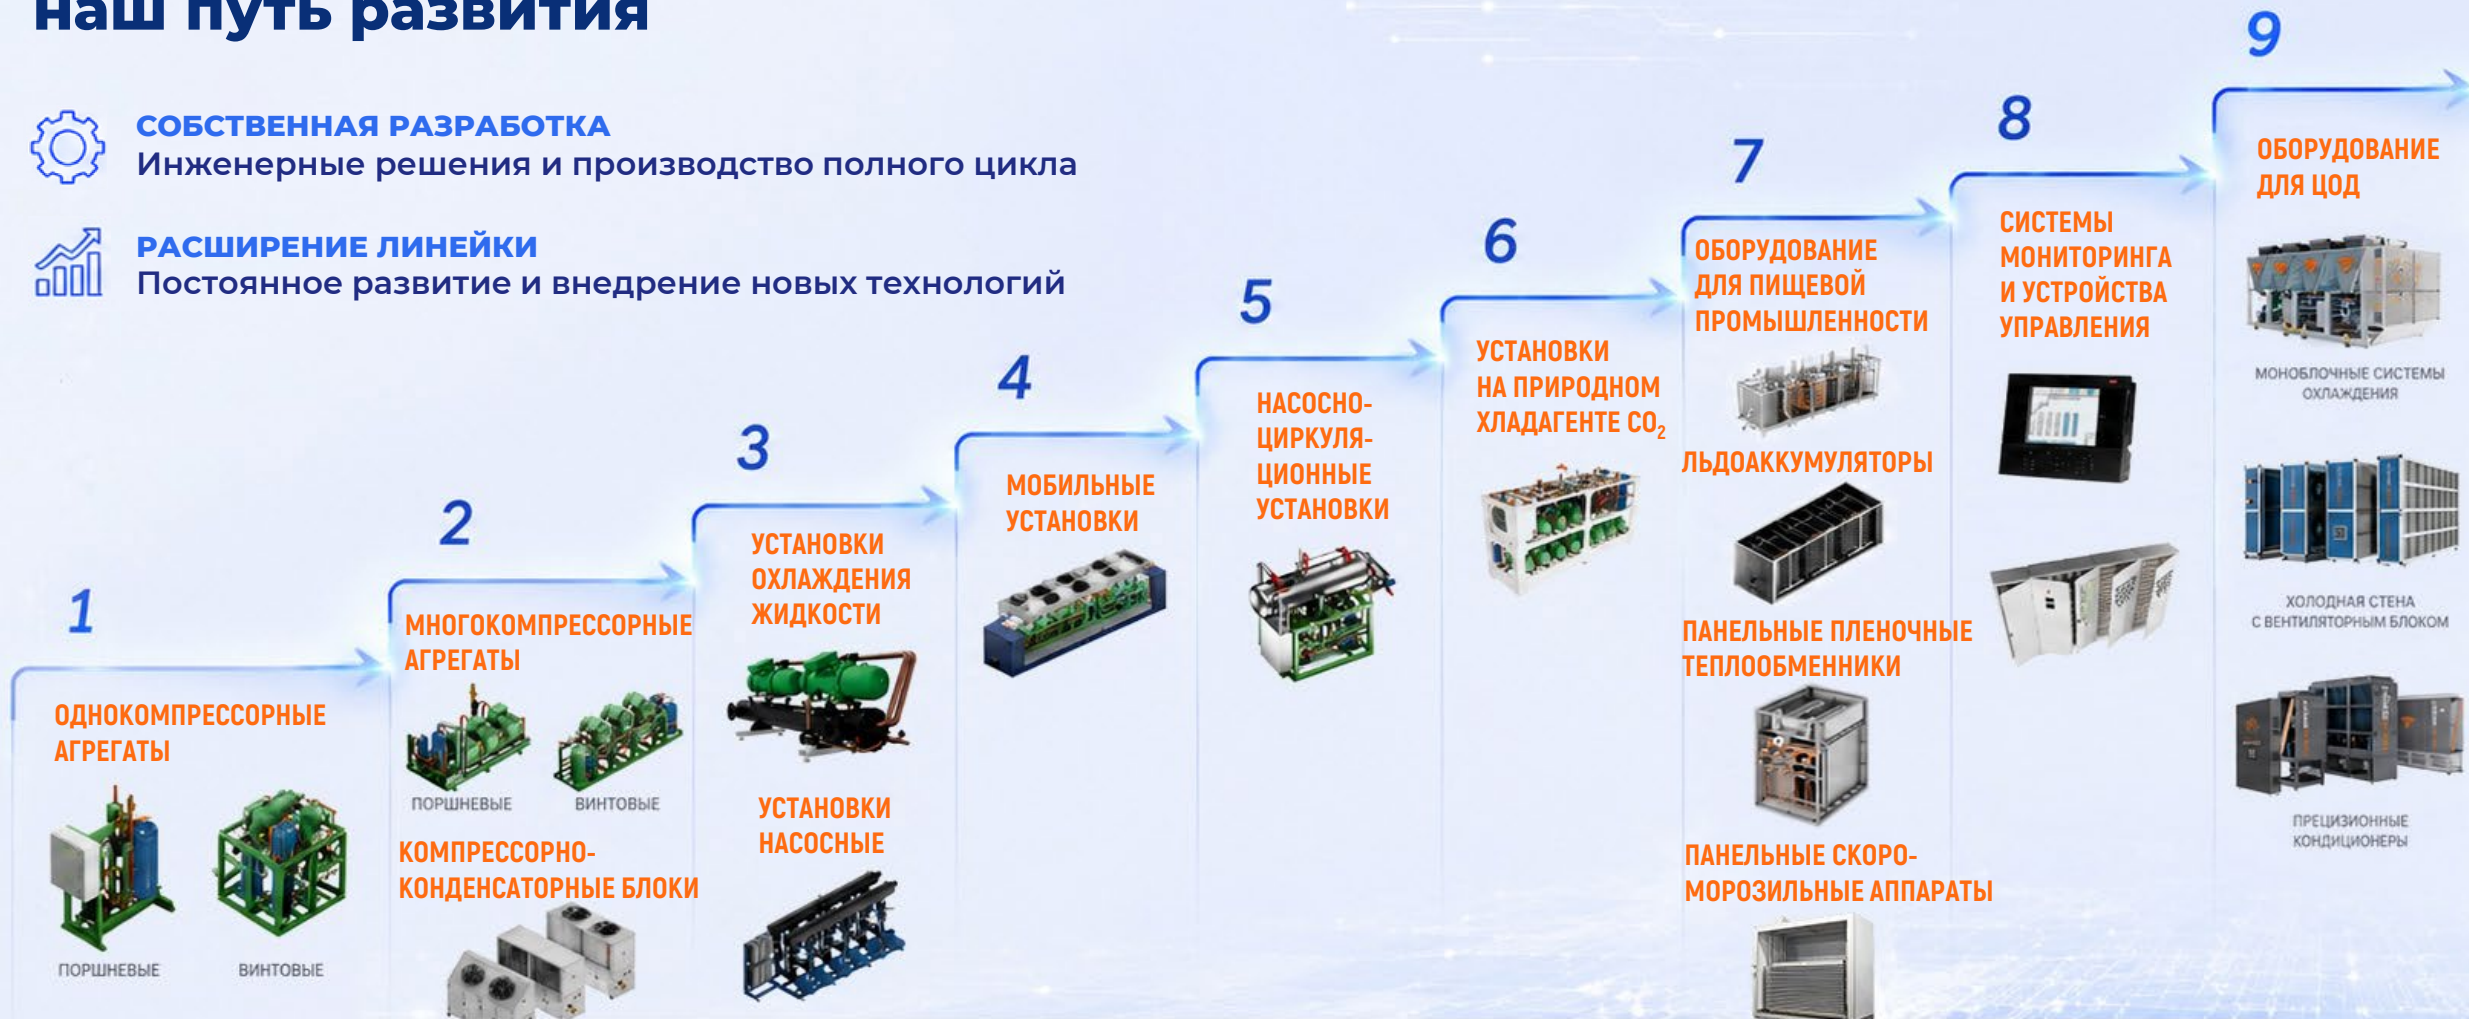 наш путь развития
СОБСТВЕННАЯ РАЗРАБОТКА
Инженерные решения и производство полного цикла
РАСШИРЕНИЕ ЛИНЕЙКИ
Постоянное развитие и внедрение новых технологий
1
ОДНОКОМПРЕССОРНЫЕ
АГРЕГАТЫ
ПОРШНЕВЫЕ
ВИНТОВЫЕ
2
МНОГОКОМПРЕССОРНЫЕ
АГРЕГАТЫ
ПОРШНЕВЫЕ
ВИНТОВЫЕ
КОМПРЕССОРНО-
КОНДЕНСАТОРНЫЕ БЛОКИ
3
УСТАНОВКИ
ОХЛАЖДЕНИЯ
ЖИДКОСТИ
УСТАНОВКИ
НАСОСНЫЕ
4
МОБИЛЬНЫЕ
УСТАНОВКИ
5
НАСОСНО-
ЦИРКУЛЯ-
ЦИОННЫЕ
УСТАНОВКИ
6
УСТАНОВКИ
НА ПРИРОДНОМ
ХЛАДАГЕНТЕ CO₂
7
ОБОРУДОВАНИЕ
ДЛЯ ПИЩЕВОЙ
ПРОМЫШЛЕННОСТИ
ЛЬДОАККУМУЛЯТОРЫ
ПАНЕЛЬНЫЕ ПЛЕНОЧНЫЕ
ТЕПЛООБМЕННИКИ
ПАНЕЛЬНЫЕ СКОРО-
МОРОЗИЛЬНЫЕ АППАРАТЫ
8
СИСТЕМЫ
МОНИТОРИНГА
И УСТРОЙСТВА
УПРАВЛЕНИЯ
9
ОБОРУДОВАНИЕ
ДЛЯ ЦОД
МОНОБЛОЧНЫЕ СИСТЕМЫ
ОХЛАЖДЕНИЯ
ХОЛОДНАЯ СТЕНА
С ВЕНТИЛЯТОРНЫМ БЛОКОМ
ПРЕЦИЗИОННЫЕ
КОНДИЦИОНЕРЫ